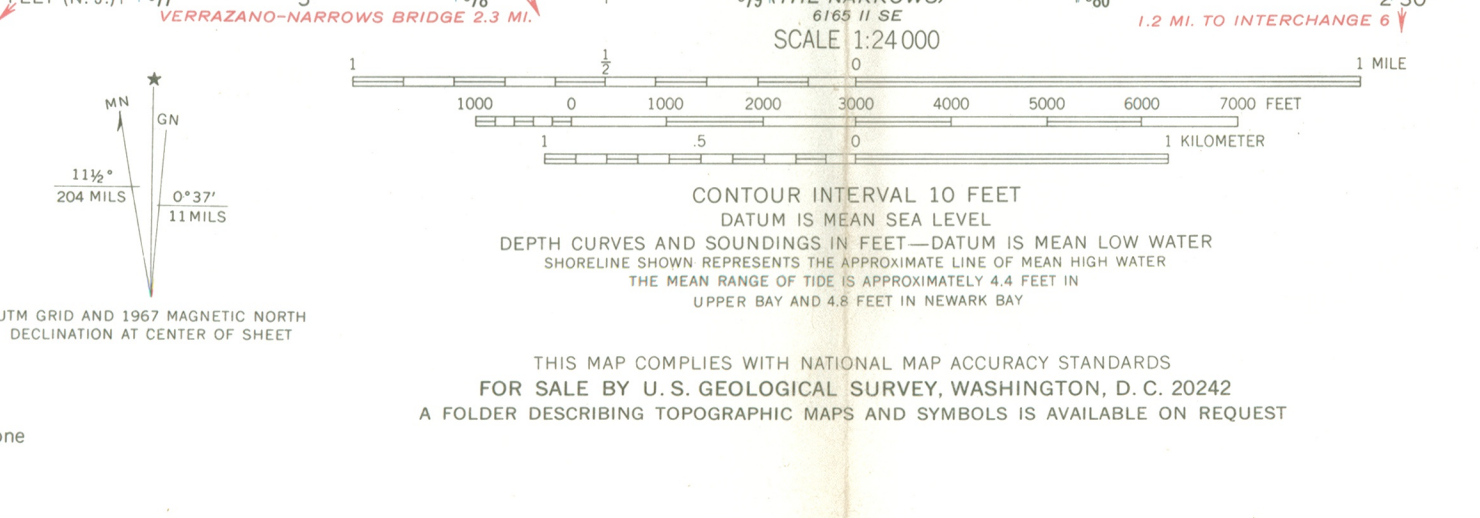 VERRAZANO-NARROWS BRIDGE 2.3 MI.
(THE NARROWS)
6165 II SE
1.2 MI. TO INTERCHANGE 6
SCALE 1:24 000
1 ½ 0 1 MILE
1000 0 1000 2000 3000 4000 5000 6000 7000 FEET
1 .5 0 1 KILOMETER
MN
GN
11½°
204 MILS
0°37′
11 MILS
UTM GRID AND 1967 MAGNETIC NORTH
DECLINATION AT CENTER OF SHEET
CONTOUR INTERVAL 10 FEET
DATUM IS MEAN SEA LEVEL
DEPTH CURVES AND SOUNDINGS IN FEET—DATUM IS MEAN LOW WATER
SHORELINE SHOWN REPRESENTS THE APPROXIMATE LINE OF MEAN HIGH WATER
THE MEAN RANGE OF TIDE IS APPROXIMATELY 4.4 FEET IN
UPPER BAY AND 4.8 FEET IN NEWARK BAY
THIS MAP COMPLIES WITH NATIONAL MAP ACCURACY STANDARDS
FOR SALE BY U. S. GEOLOGICAL SURVEY, WASHINGTON, D. C. 20242
A FOLDER DESCRIBING TOPOGRAPHIC MAPS AND SYMBOLS IS AVAILABLE ON REQUEST